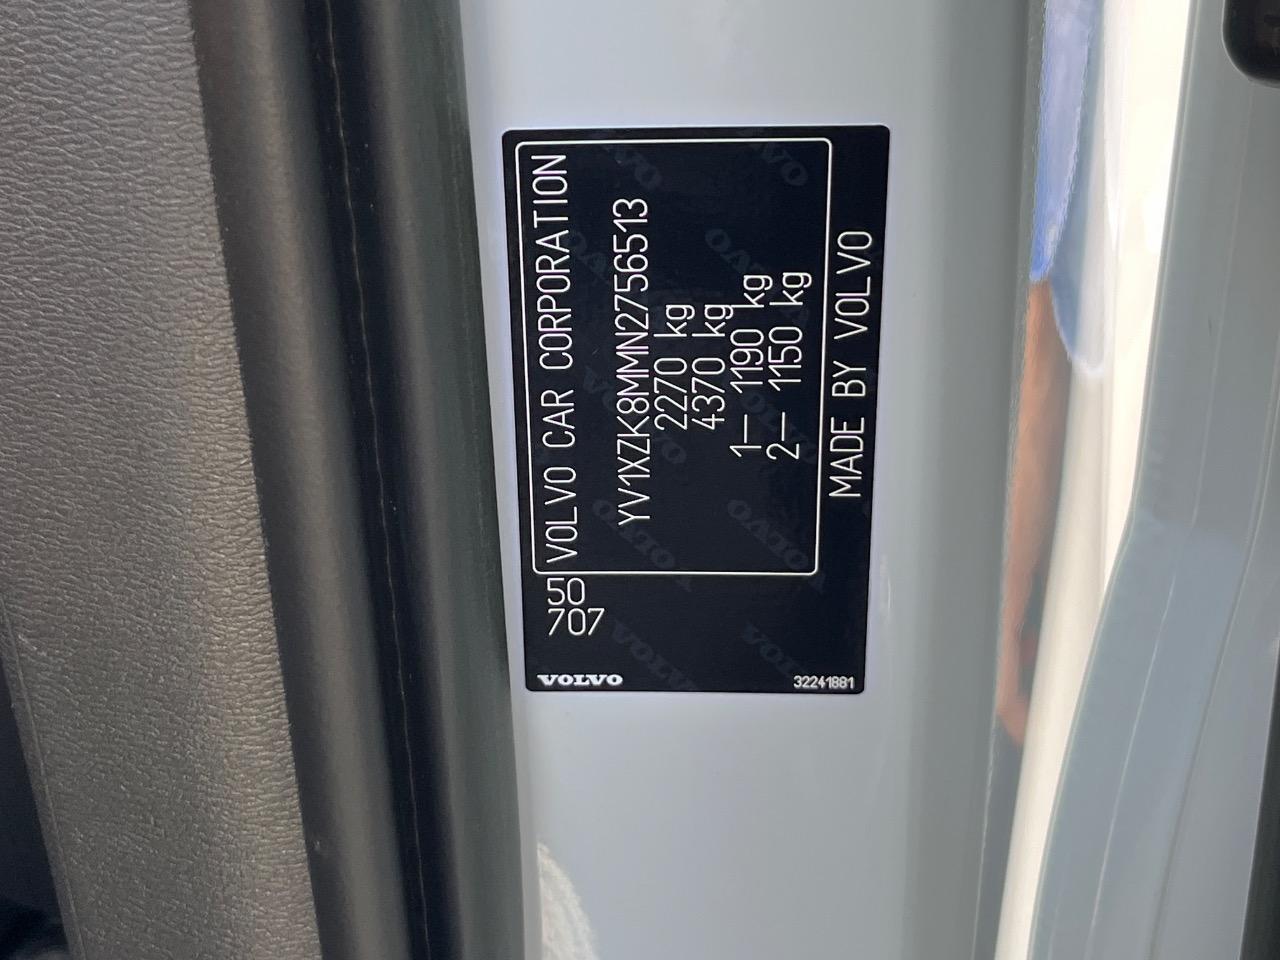 VOLVO CAR CORPORATION
YV1XZK8MMN2756513
2270 kg
4370 kg
1– 1190 kg
2– 1150 kg
MADE BY VOLVO
50
707
VOLVO
32241881